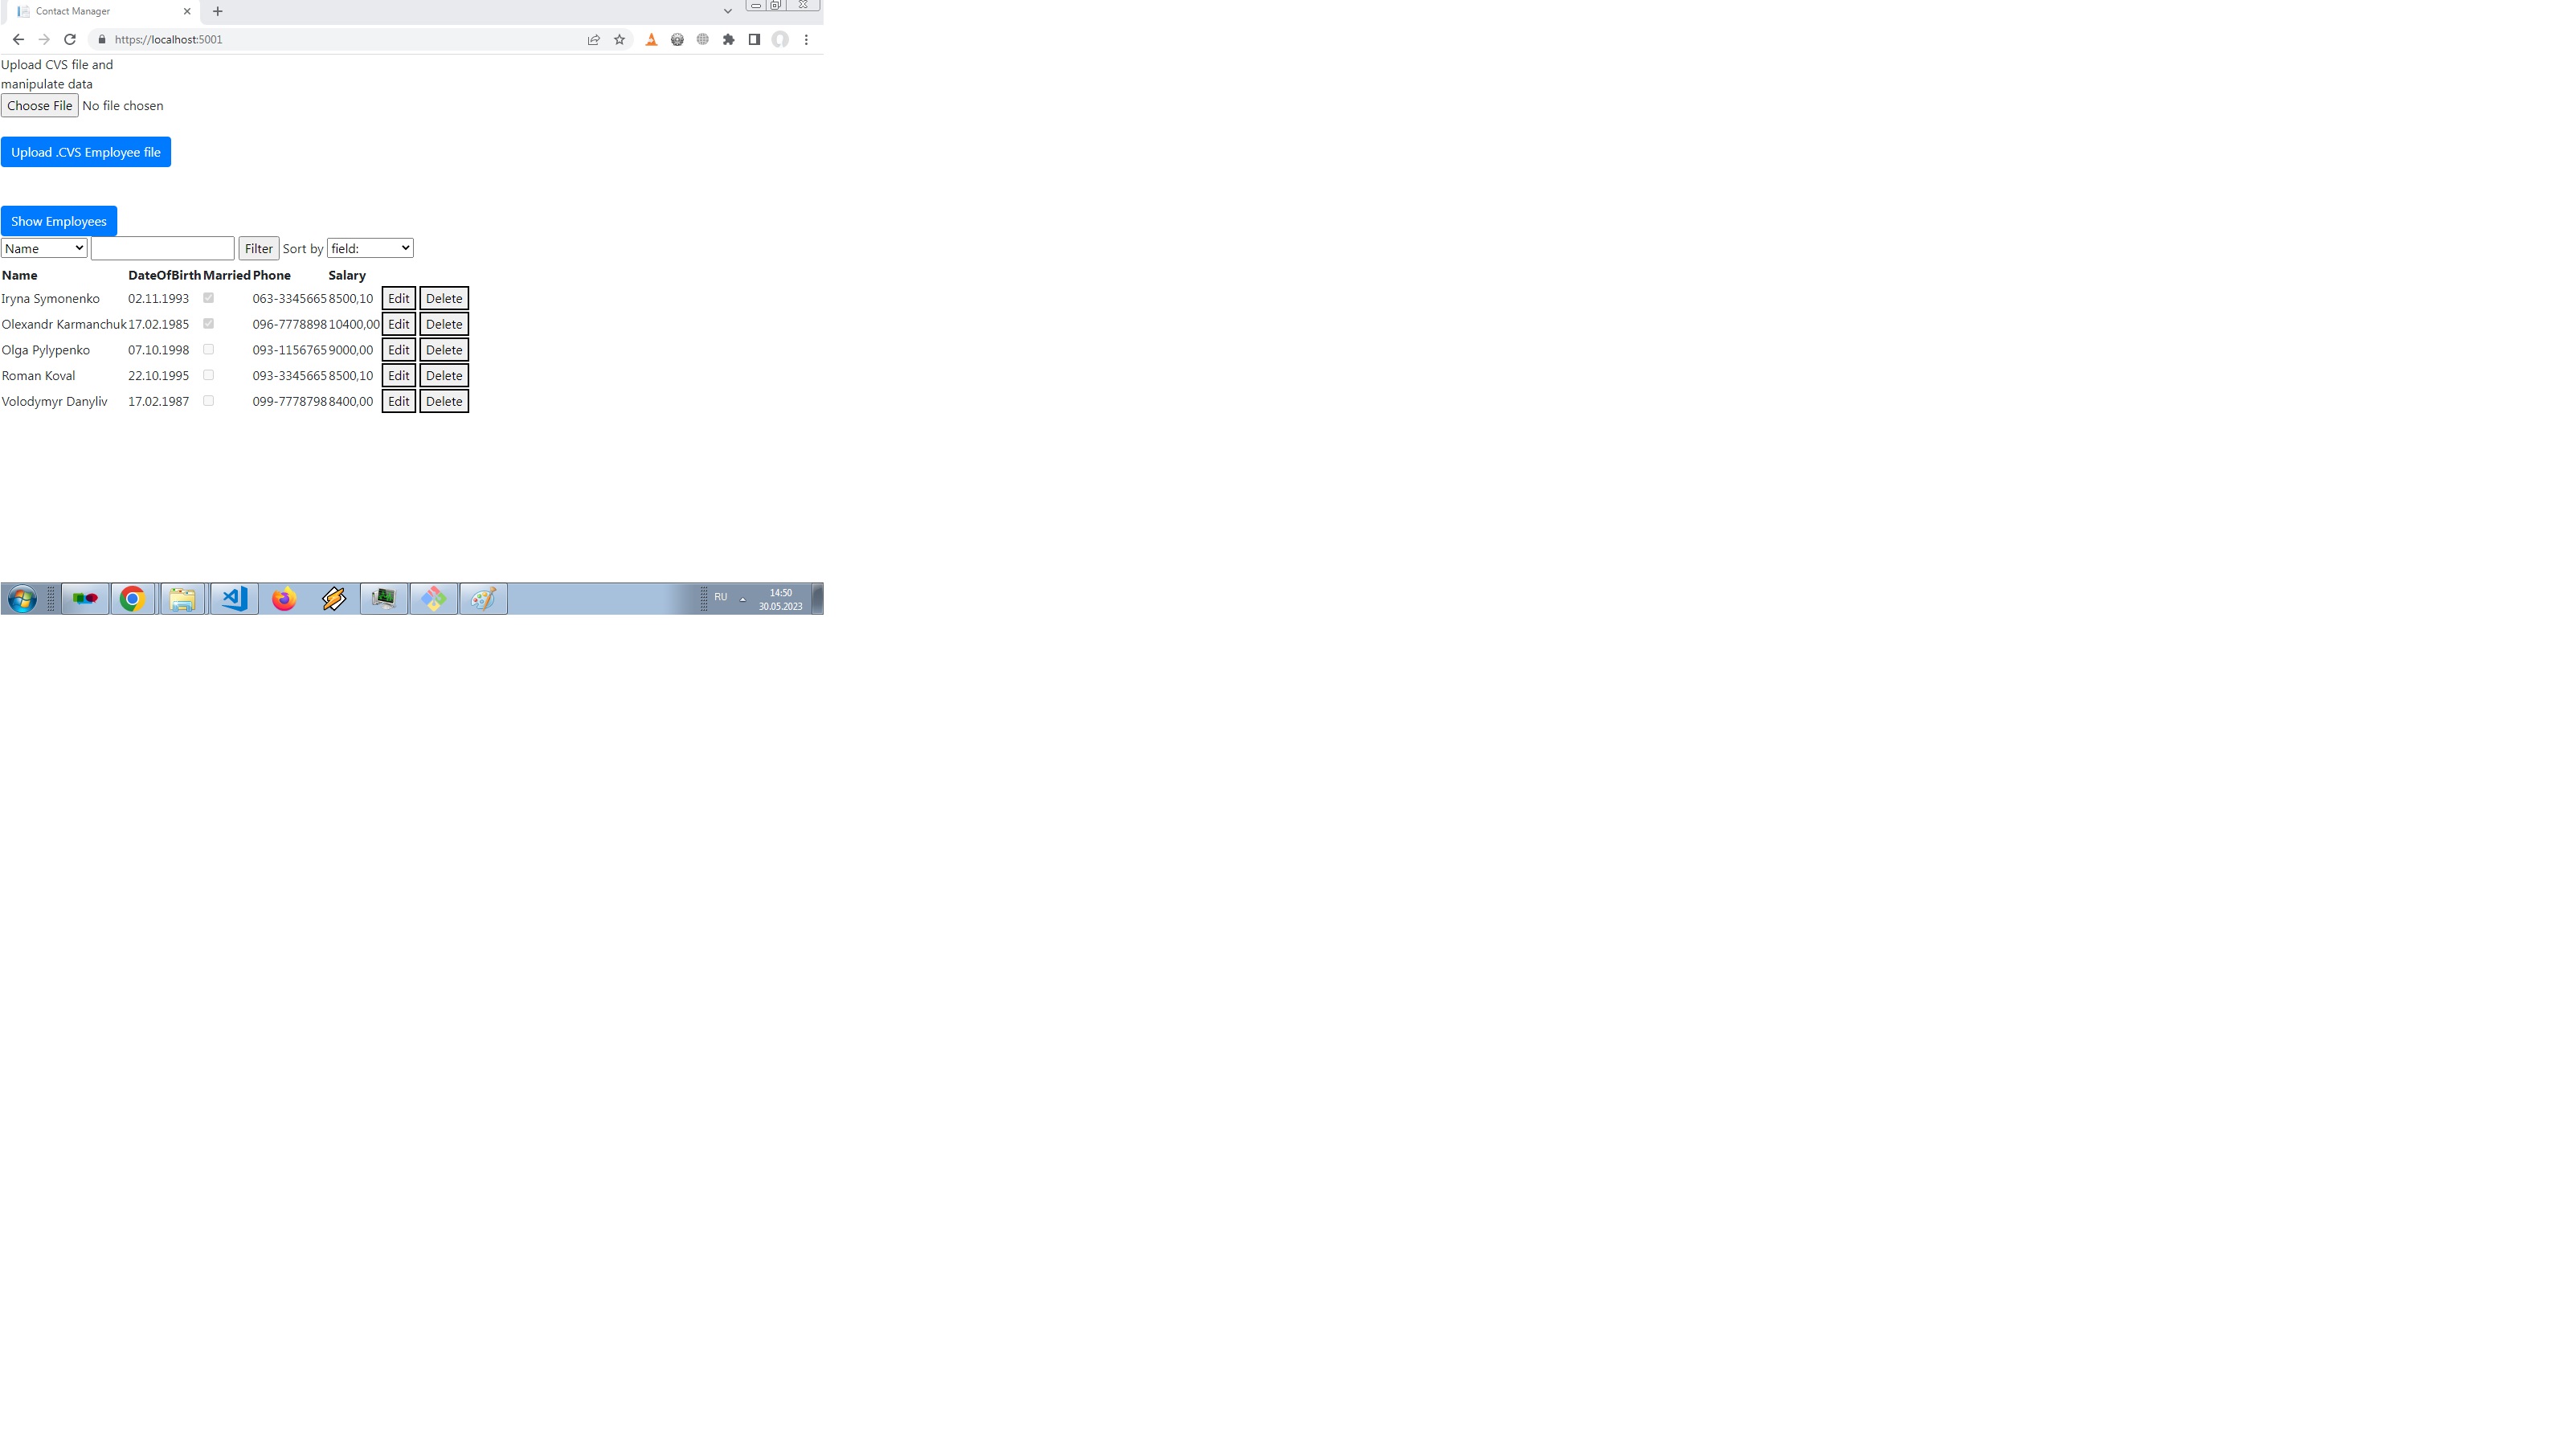 Contact Manager
https://localhost:5001
Upload CVS file and
manipulate data
Choose File No file chosen
Upload .CVS Employee file
Show Employees
Name Filter Sort by field:
Name DateOfBirth Married Phone Salary
Iryna Symonenko 02.11.1993 063-3345665 8500,10 Edit Delete
Olexandr Karmanchuk 17.02.1985 096-7778898 10400,00 Edit Delete
Olga Pylypenko 07.10.1998 093-1156765 9000,00 Edit Delete
Roman Koval 22.10.1995 093-3345665 8500,10 Edit Delete
Volodymyr Danyliv 17.02.1987 099-7778798 8400,00 Edit Delete
RU 14:50
30.05.2023